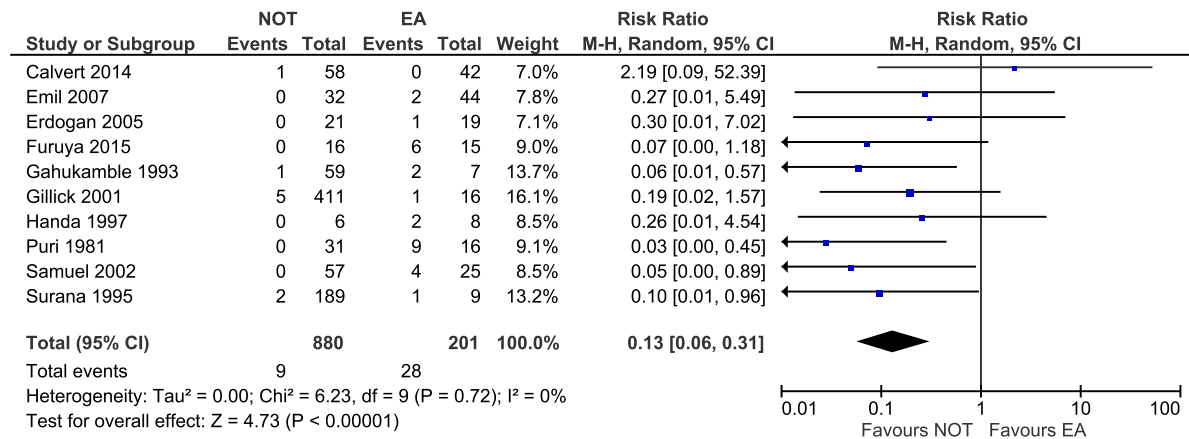 NOT EA Risk Ratio Risk Ratio
Study or Subgroup Events Total Events Total Weight M-H, Random, 95% CI M-H, Random, 95% CI
Calvert 2014 1 58 0 42 7.0% 2.19 [0.09, 52.39]
Emil 2007 0 32 2 44 7.8% 0.27 [0.01, 5.49]
Erdogan 2005 0 21 1 19 7.1% 0.30 [0.01, 7.02]
Furuya 2015 0 16 6 15 9.0% 0.07 [0.00, 1.18]
Gahukamble 1993 1 59 2 7 13.7% 0.06 [0.01, 0.57]
Gillick 2001 5 411 1 16 16.1% 0.19 [0.02, 1.57]
Handa 1997 0 6 2 8 8.5% 0.26 [0.01, 4.54]
Puri 1981 0 31 9 16 9.1% 0.03 [0.00, 0.45]
Samuel 2002 0 57 4 25 8.5% 0.05 [0.00, 0.89]
Surana 1995 2 189 1 9 13.2% 0.10 [0.01, 0.96]
Total (95% CI) 880 201 100.0% 0.13 [0.06, 0.31]
Total events 9 28
Heterogeneity: Tau² = 0.00; Chi² = 6.23, df = 9 (P = 0.72); I² = 0%
Test for overall effect: Z = 4.73 (P < 0.00001)
0.01 0.1 1 10 100
Favours NOT Favours EA